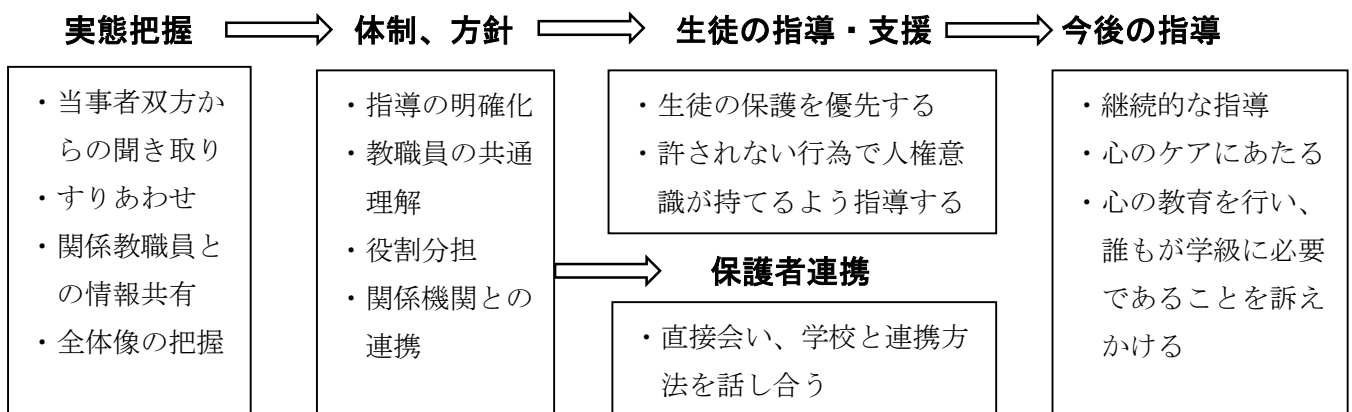 実態把握
体制、方針
生徒の指導・支援
今後の指導
・当事者双方か
らの聞き取り
・すりあわせ
・関係教職員と
の情報共有
・全体像の把握
・指導の明確化
・教職員の共通
理解
・役割分担
・関係機関との
連携
・生徒の保護を優先する
・許されない行為で人権意
識が持てるよう指導する
保護者連携
・直接会い、学校と連携方
法を話し合う
・継続的な指導
・心のケアにあたる
・心の教育を行い、
誰もが学級に必要
であることを訴え
かける